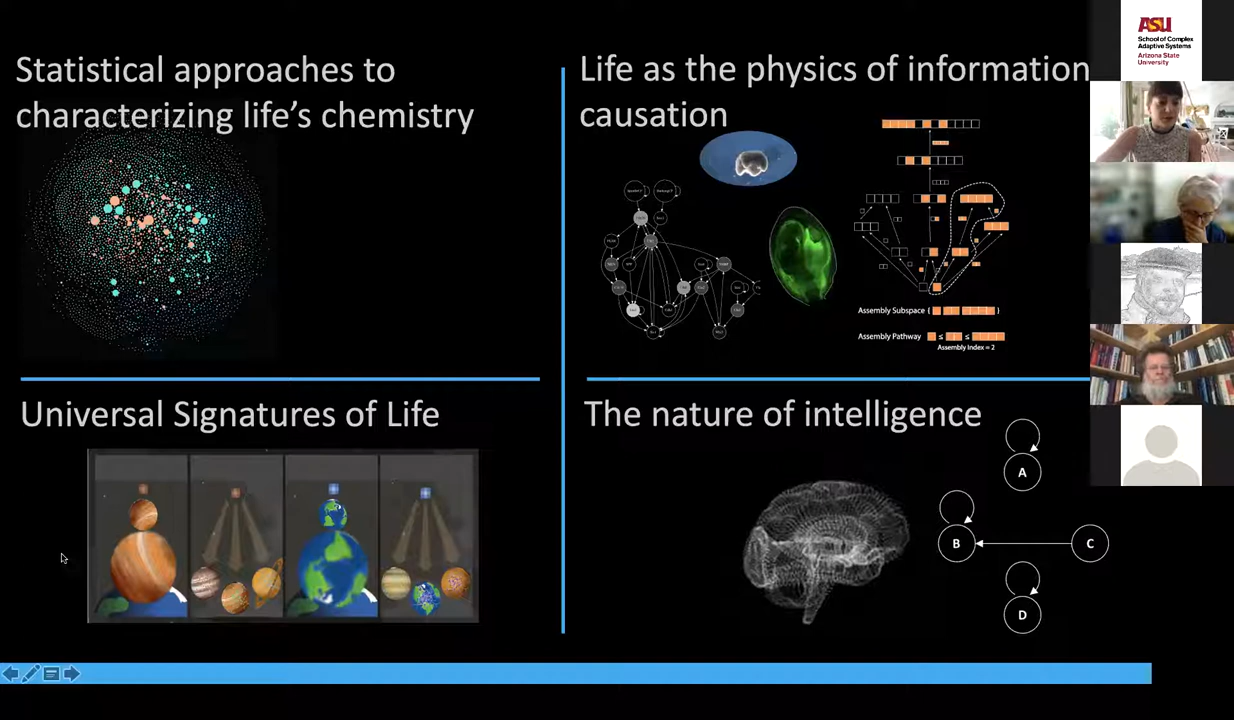 Statistical approaches to
characterizing life's chemistry
Life as the physics of information
causation
Assembly Subspace { }
Assembly Pathway ≤ ≤
Assembly Index = 2
Universal Signatures of Life
The nature of intelligence
A
B
C
D
ASU
School of Complex
Adaptive Systems
Arizona State
University